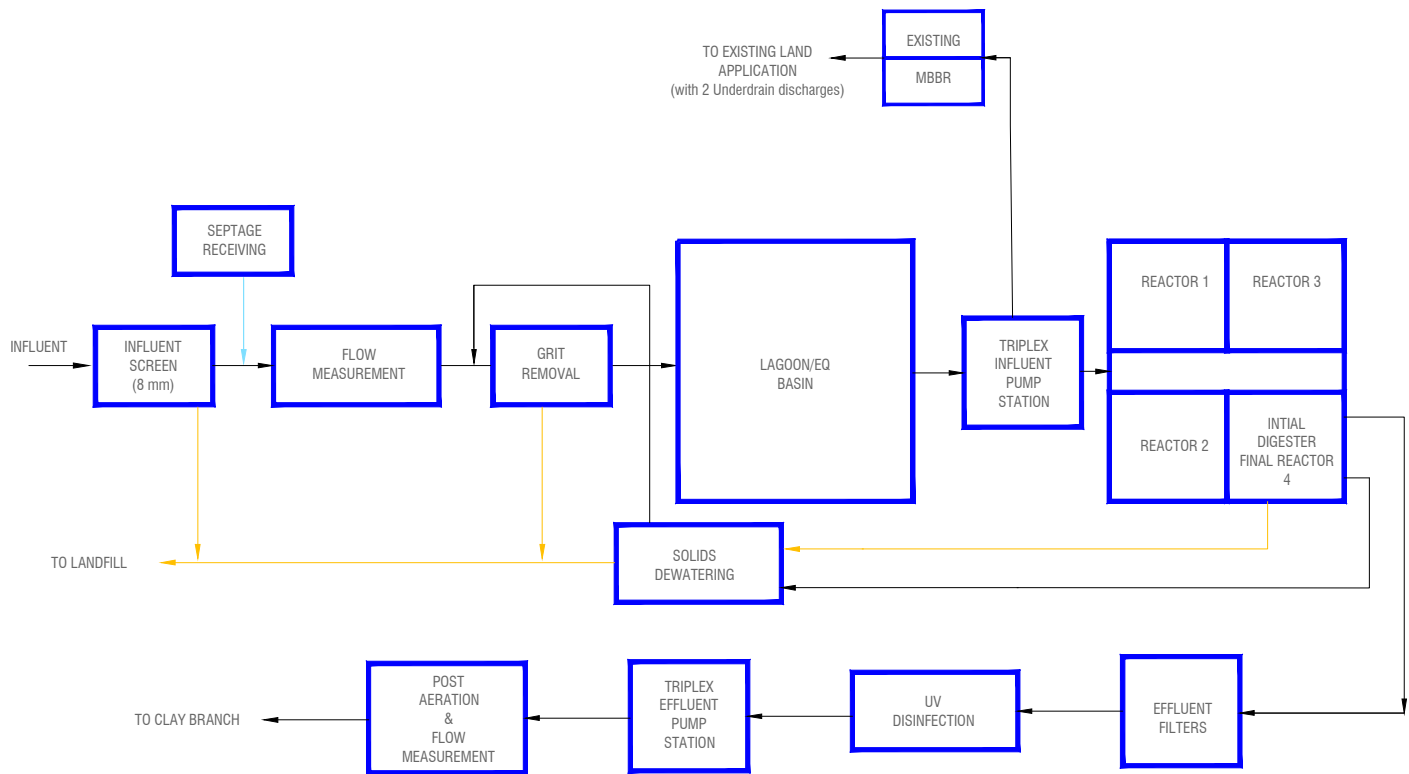 EXISTING
MBBR
TO EXISTING LAND
APPLICATION
(with 2 Underdrain discharges)
SEPTAGE
RECEIVING
INFLUENT
INFLUENT
SCREEN
(8 mm)
FLOW
MEASUREMENT
GRIT
REMOVAL
LAGOON/EQ
BASIN
TRIPLEX
INFLUENT
PUMP
STATION
REACTOR 1
REACTOR 3
REACTOR 2
INTIAL
DIGESTER
FINAL REACTOR
4
TO LANDFILL
SOLIDS
DEWATERING
TO CLAY BRANCH
POST
AERATION
&
FLOW
MEASUREMENT
TRIPLEX
EFFLUENT
PUMP
STATION
UV
DISINFECTION
EFFLUENT
FILTERS